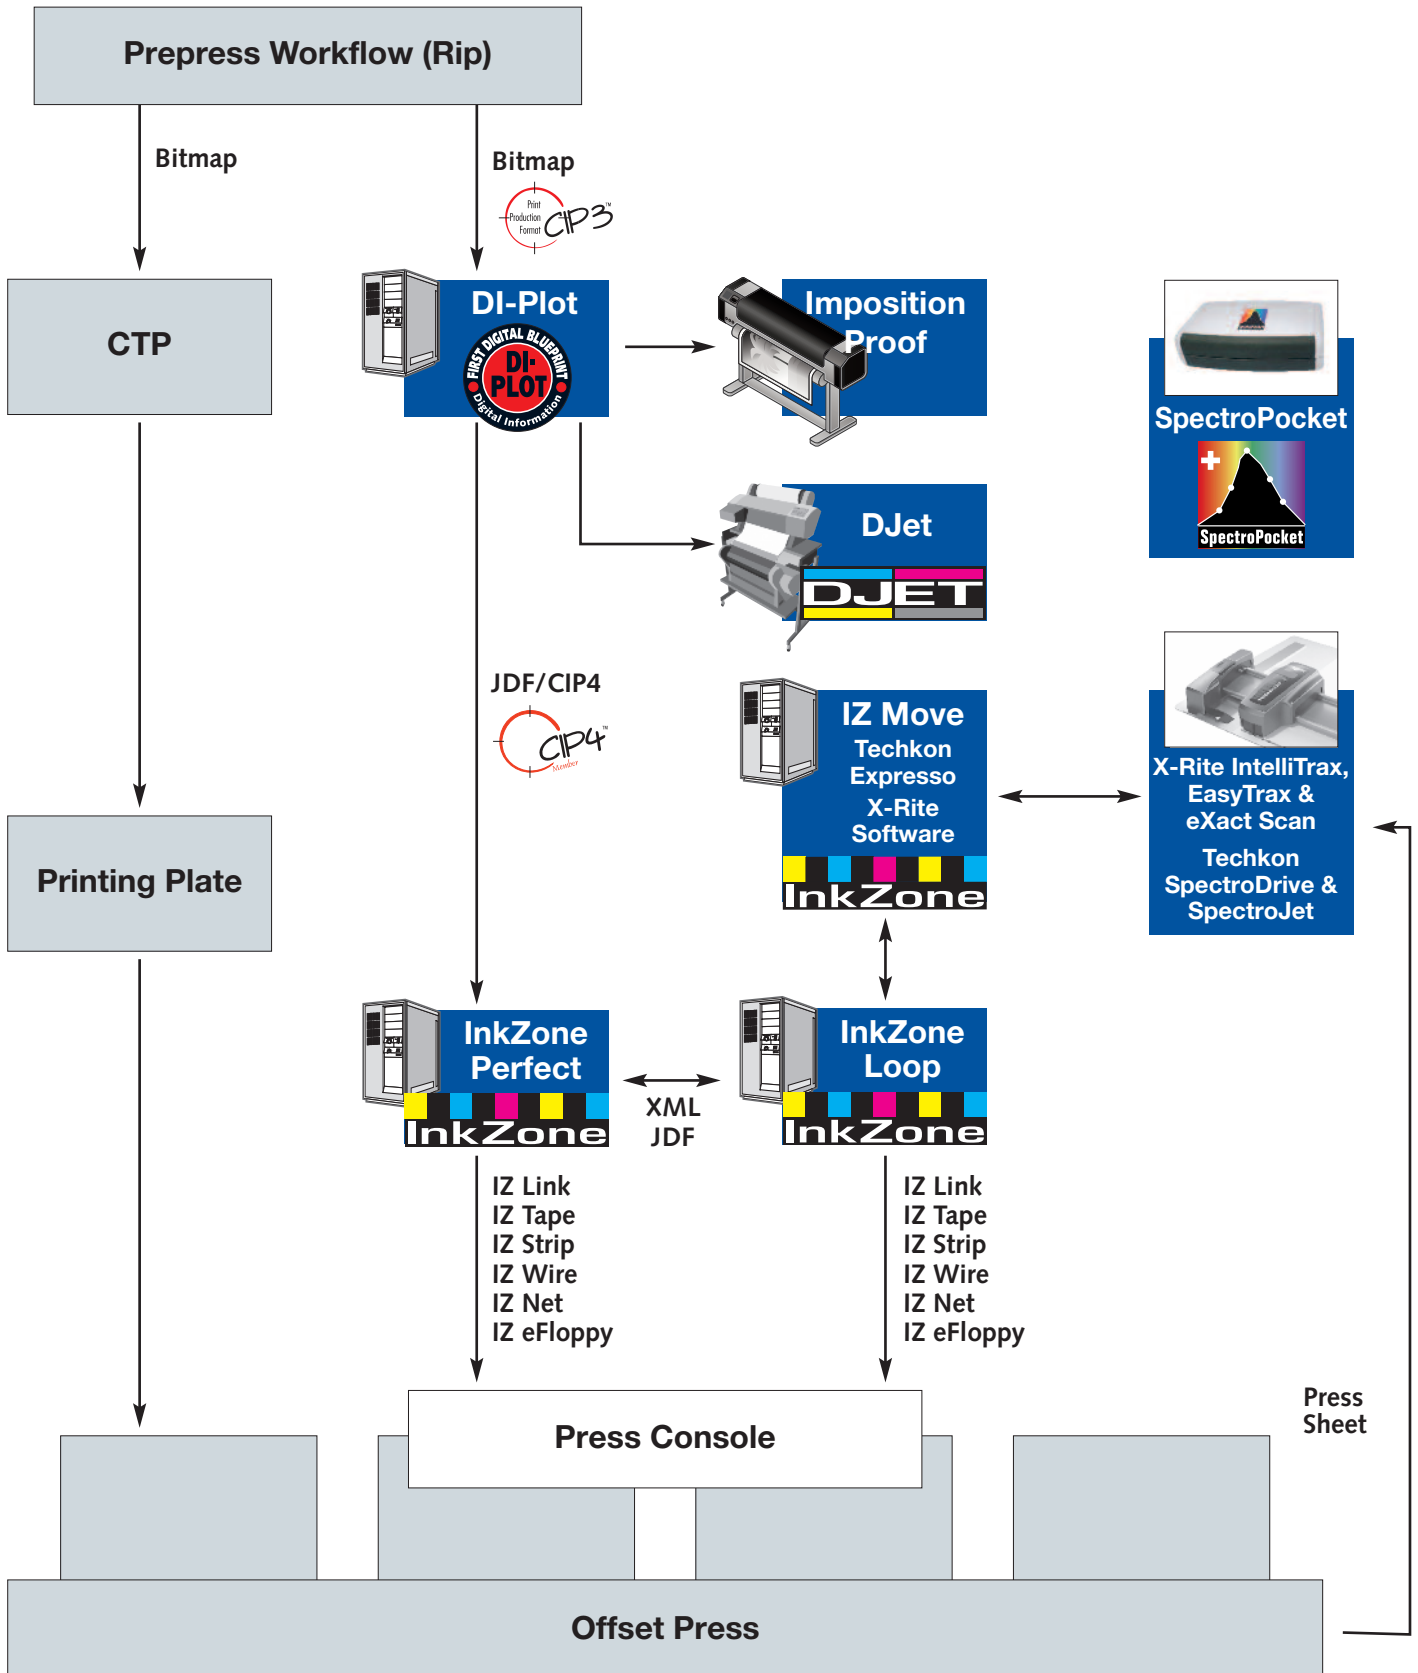 Prepress Workflow (Rip)
Bitmap
Bitmap
Print
Production
Format
CIP3™
CTP
DI-Plot
FIRST DIGITAL BLUEPRINT
DI-
PLOT
Digital Information
Imposition
Proof
SpectroPocket
SpectroPocket
DJet
DJET
JDF/CIP4
CIP4™
Member
IZ Move
Techkon
Expresso
X-Rite
Software
InkZone
X-Rite IntelliTrax,
EasyTrax &
eXact Scan
Techkon
SpectroDrive &
SpectroJet
Printing Plate
InkZone
Perfect
InkZone
XML
JDF
InkZone
Loop
InkZone
IZ Link
IZ Tape
IZ Strip
IZ Wire
IZ Net
IZ eFloppy
IZ Link
IZ Tape
IZ Strip
IZ Wire
IZ Net
IZ eFloppy
Press
Sheet
Press Console
Offset Press